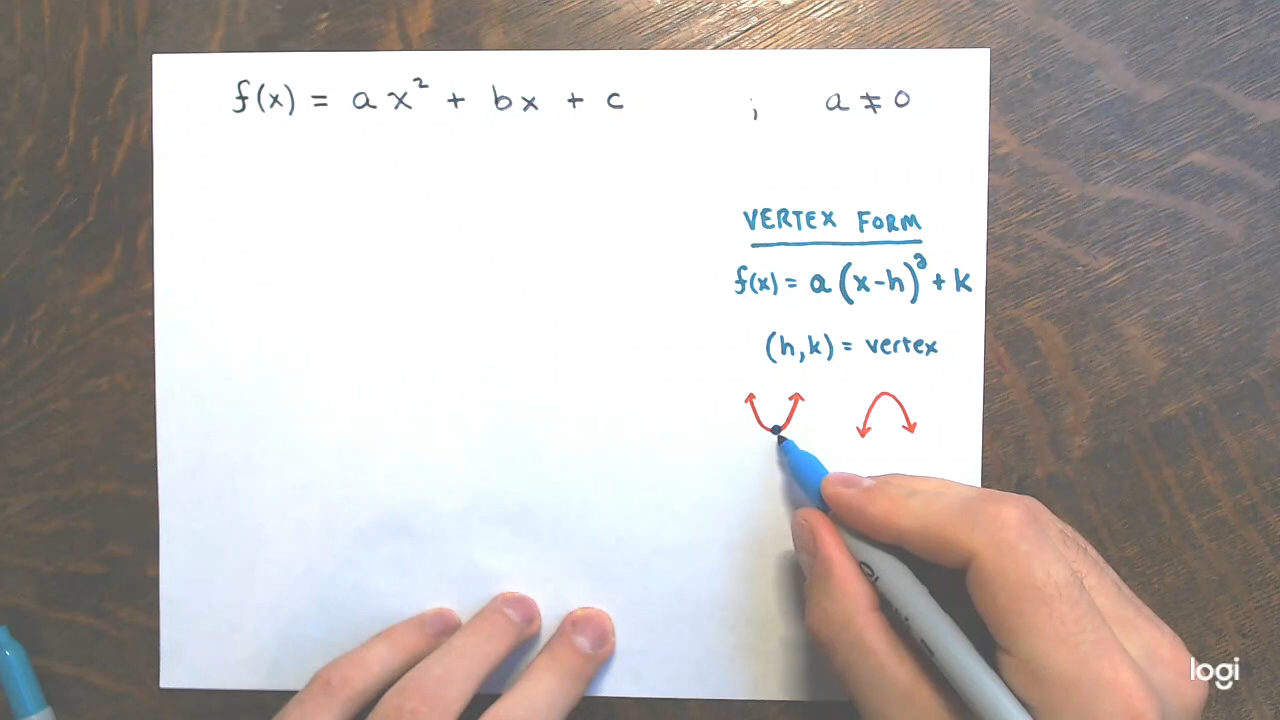 f(x) = ax² + bx + c ; a ≠ 0
VERTEX FORM
f(x) = a(x-h)² + k
(h,k) = vertex
logi